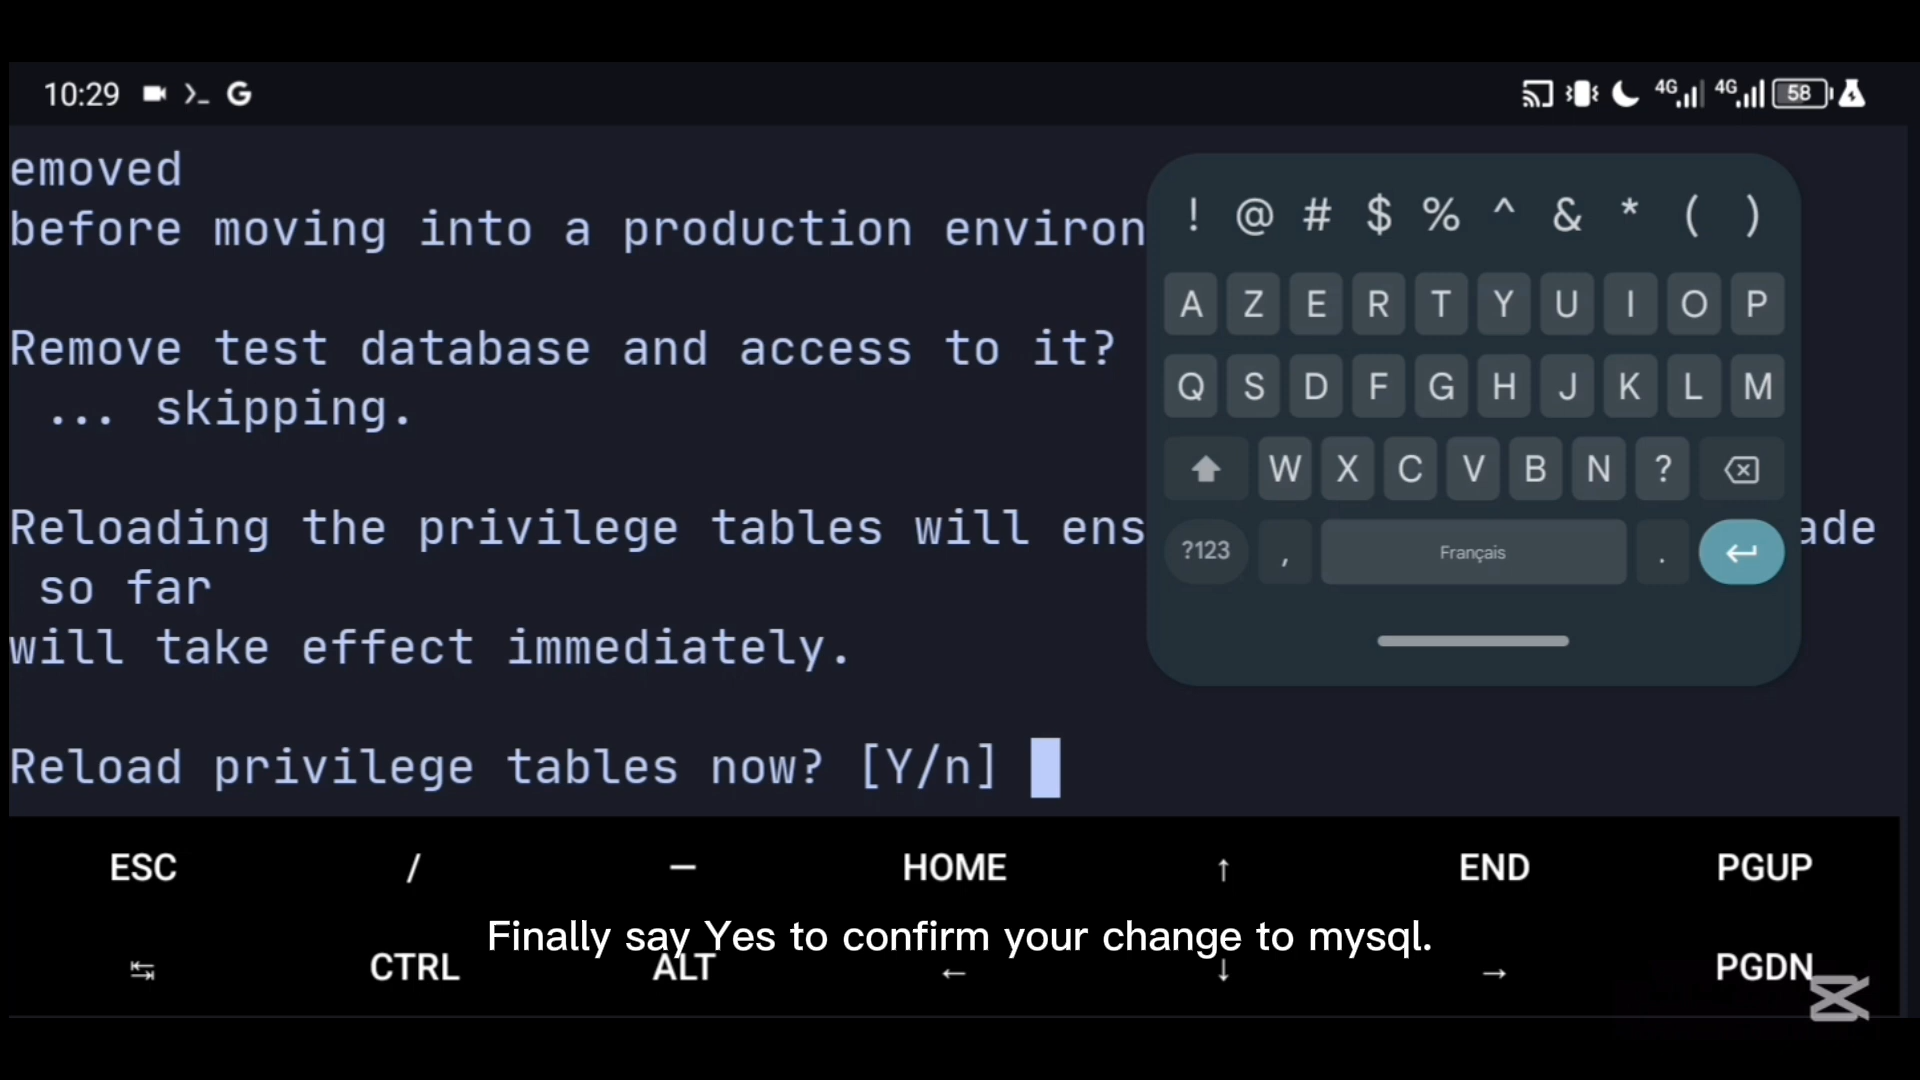 10:29
4G 4G 58
emoved
before moving into a production environ
Remove test database and access to it?
... skipping.
Reloading the privilege tables will ens ade
so far
will take effect immediately.
Reload privilege tables now? [Y/n]
! @ # $ % ^ & * ( )
A Z E R T Y U I O P
Q S D F G H J K L M
W X C V B N ?
?123 , Français .
ESC / — HOME ↑ END PGUP
Finally say Yes to confirm your change to mysql.
↹ CTRL ALT ← ↓ → PGDN